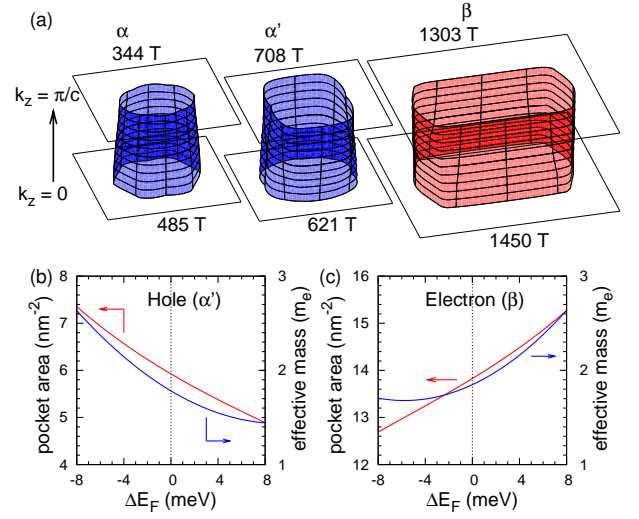 (a)
α
α'
β
344 T
708 T
1303 T
k_z = π/c
k_z = 0
485 T
621 T
1450 T
(b)
Hole (α')
pocket area (nm⁻²)
8
7
6
5
4
effective mass (m_e)
3
2
1
-8
-4
0
4
8
ΔE_F (meV)
(c)
Electron (β)
pocket area (nm⁻²)
16
15
14
13
12
effective mass (m_e)
3
2
1
-8
-4
0
4
8
ΔE_F (meV)